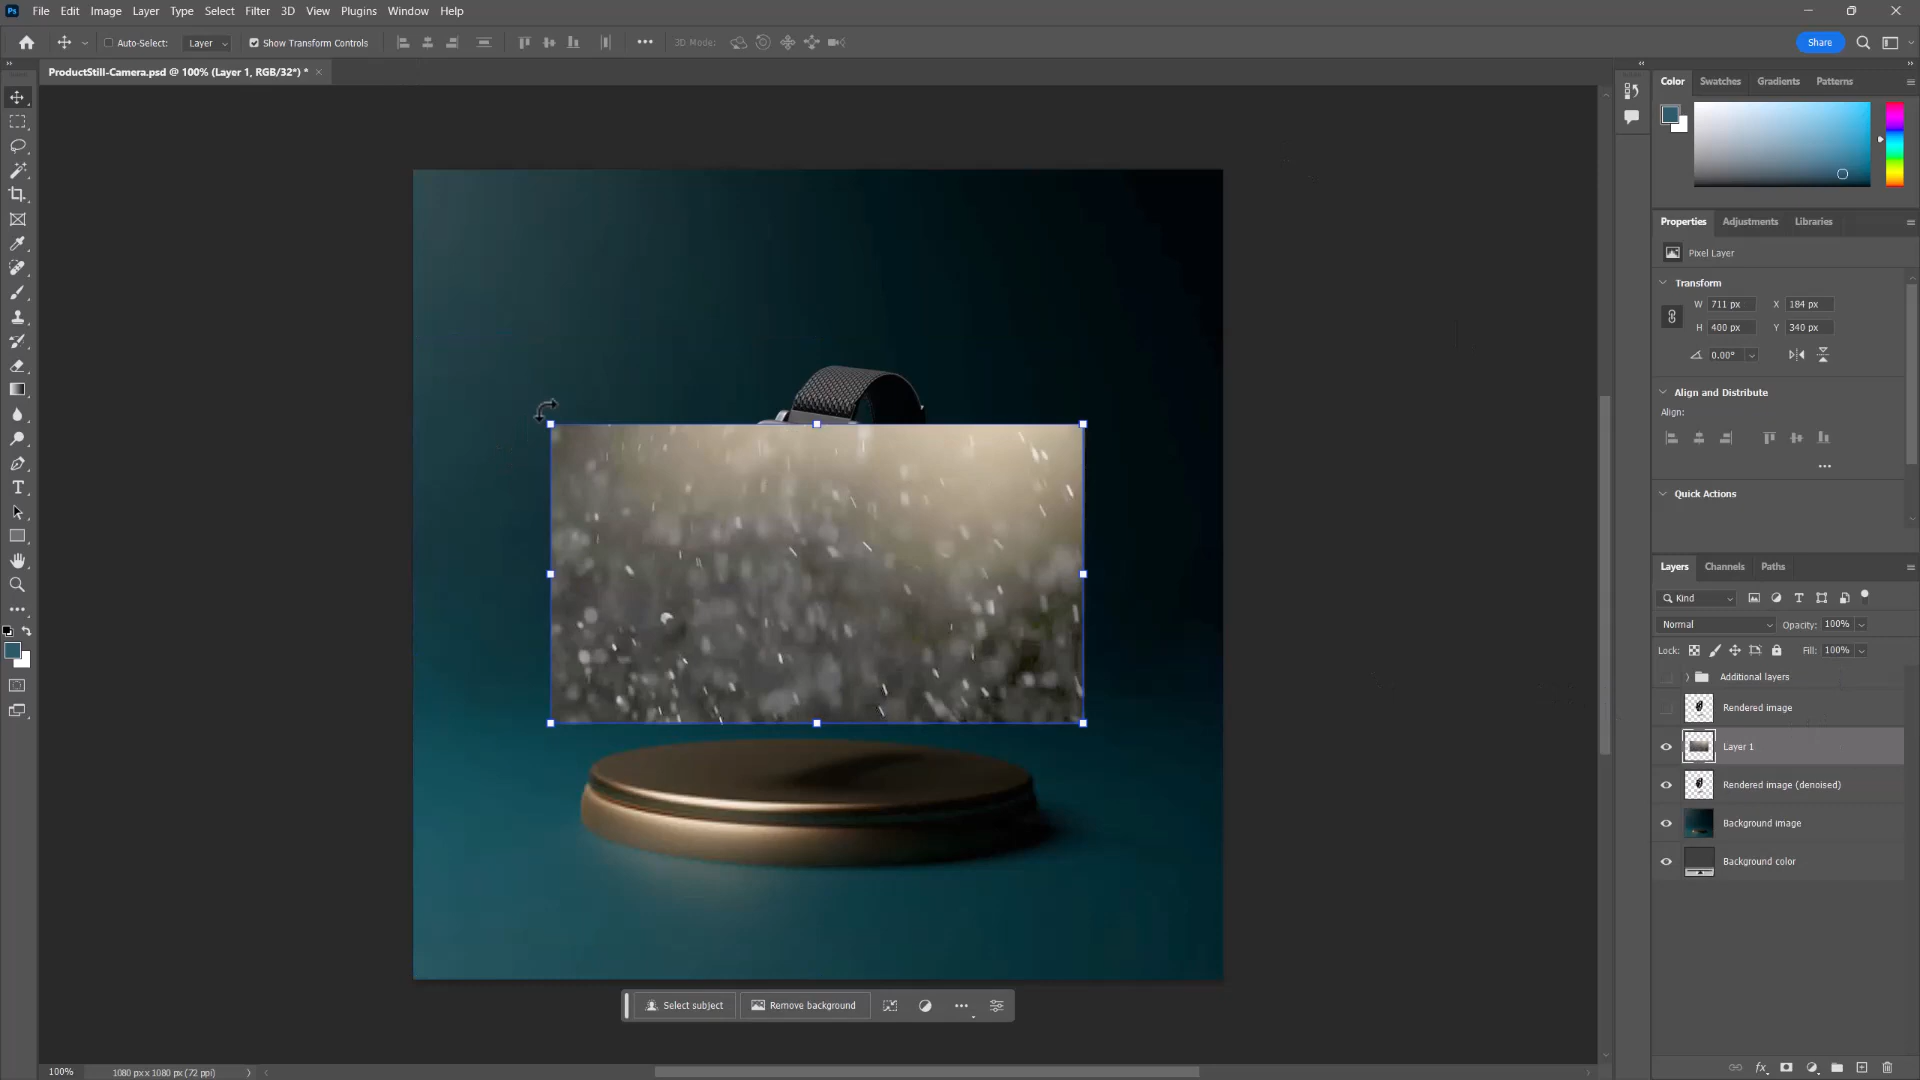 Ps File Edit Image Layer Type Select Filter 3D View Plugins Window Help
Auto-Select: Layer Show Transform Controls 3D Mode: Share
ProductStill-Camera.psd @ 100% (Layer 1, RGB/32*) * ×
Color Swatches Gradients Patterns
Properties Adjustments Libraries
Pixel Layer
Transform
W 711 px X 184 px
H 400 px Y 340 px
0.00°
Align and Distribute
Align:
Quick Actions
Layers Channels Paths
Kind
Normal Opacity: 100%
Lock: Fill: 100%
Additional layers
Rendered image
Layer 1
Rendered image (denoised)
Background image
Background color
Select subject Remove background
100% 1080 px x 1080 px (72 ppi)